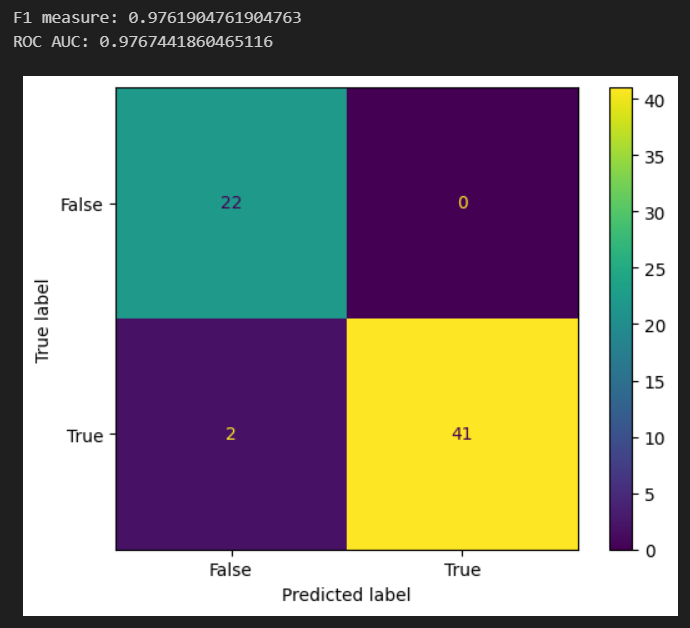 F1 measure: 0.9761904761904763
ROC AUC: 0.9767441860465116
False
22
0
True
2
41
True label
False
True
Predicted label
40
35
30
25
20
15
10
5
0